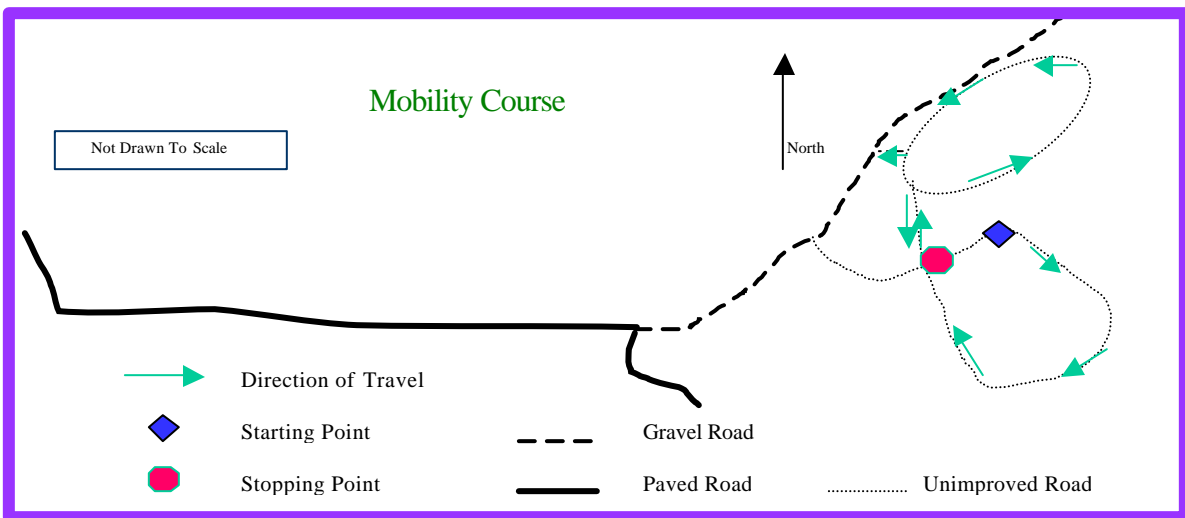 Mobility Course
Not Drawn To Scale
North
Direction of Travel
Starting Point
Gravel Road
Stopping Point
Paved Road
Unimproved Road